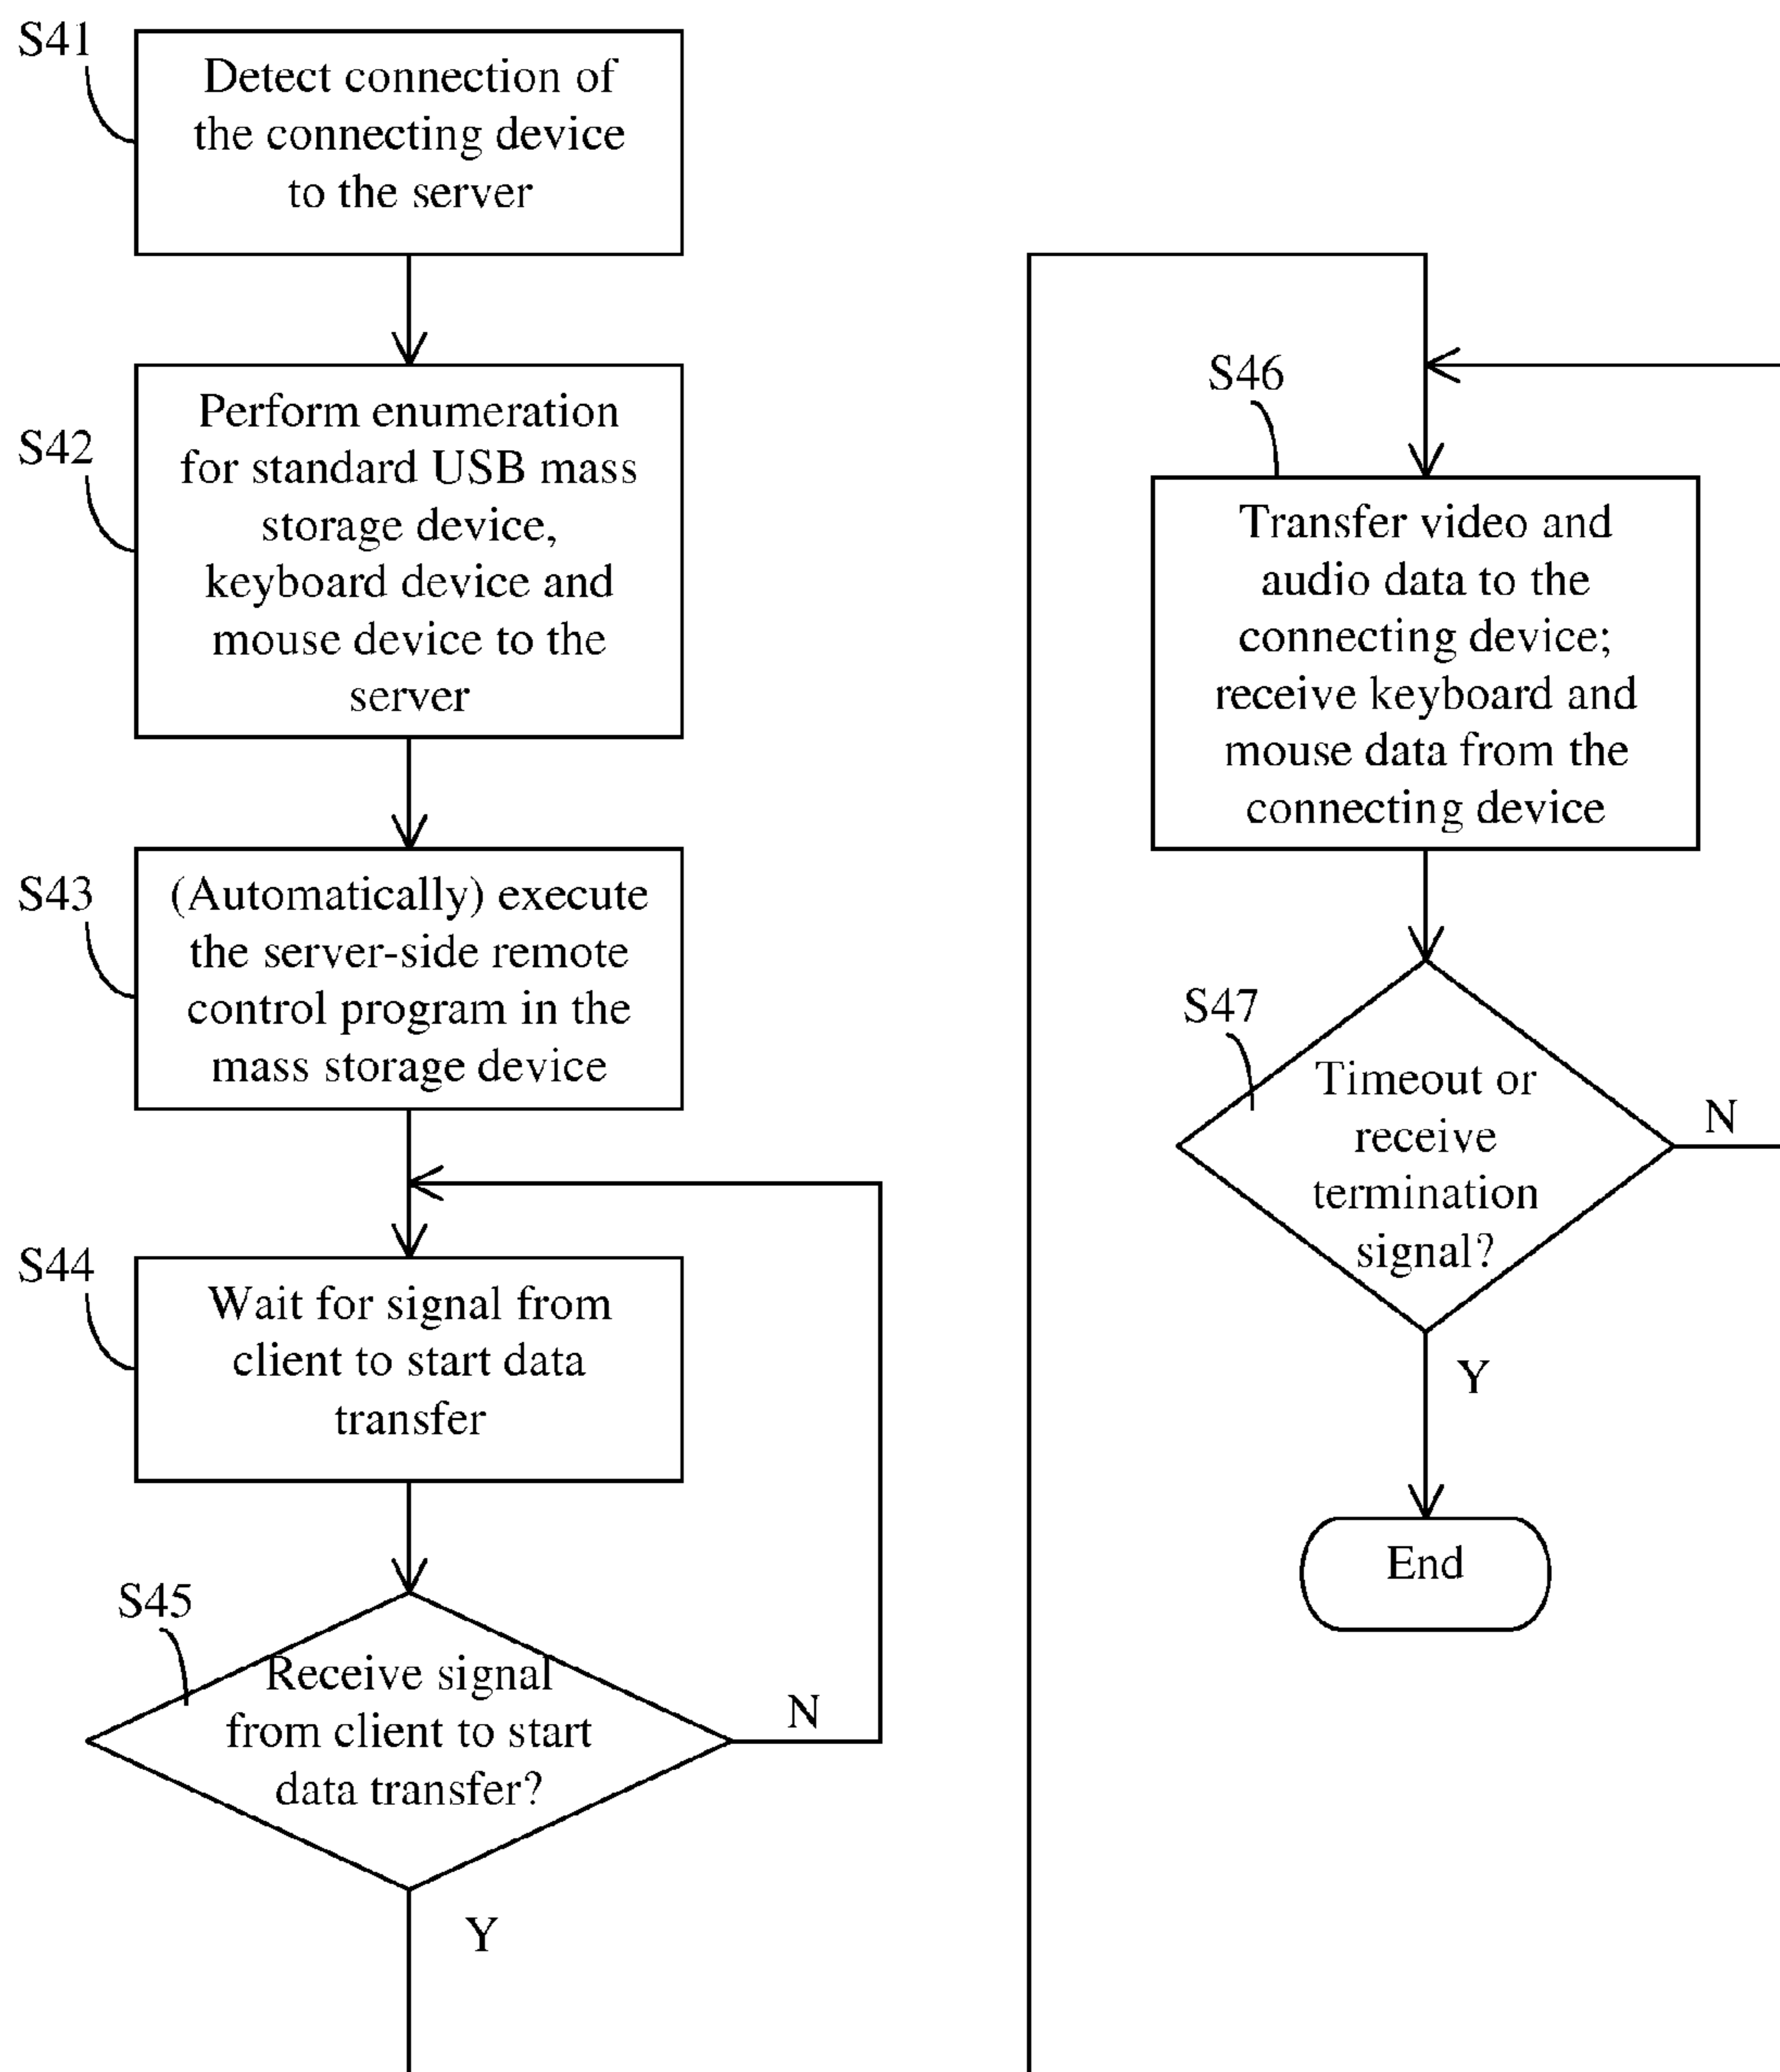 S41
Detect connection of
the connecting device
to the server
S42
Perform enumeration
for standard USB mass
storage device,
keyboard device and
mouse device to the
server
S43
(Automatically) execute
the server-side remote
control program in the
mass storage device
S44
Wait for signal from
client to start data
transfer
S45
Receive signal
from client to start
data transfer?
N
Y
S46
Transfer video and
audio data to the
connecting device;
receive keyboard and
mouse data from the
connecting device
S47
Timeout or
receive
termination
signal?
N
Y
End